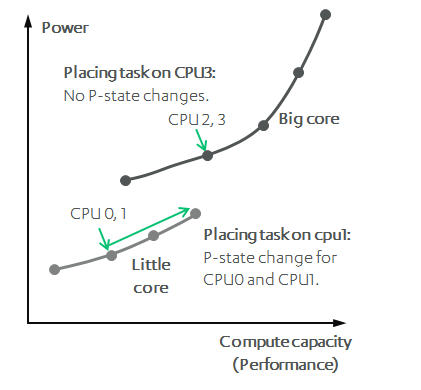 Power
Placing task on CPU3:
No P-state changes.
CPU 2, 3
Big core
CPU 0, 1
Placing task on cpu1:
P-state change for
CPU0 and CPU1.
Little
core
Compute capacity
(Performance)